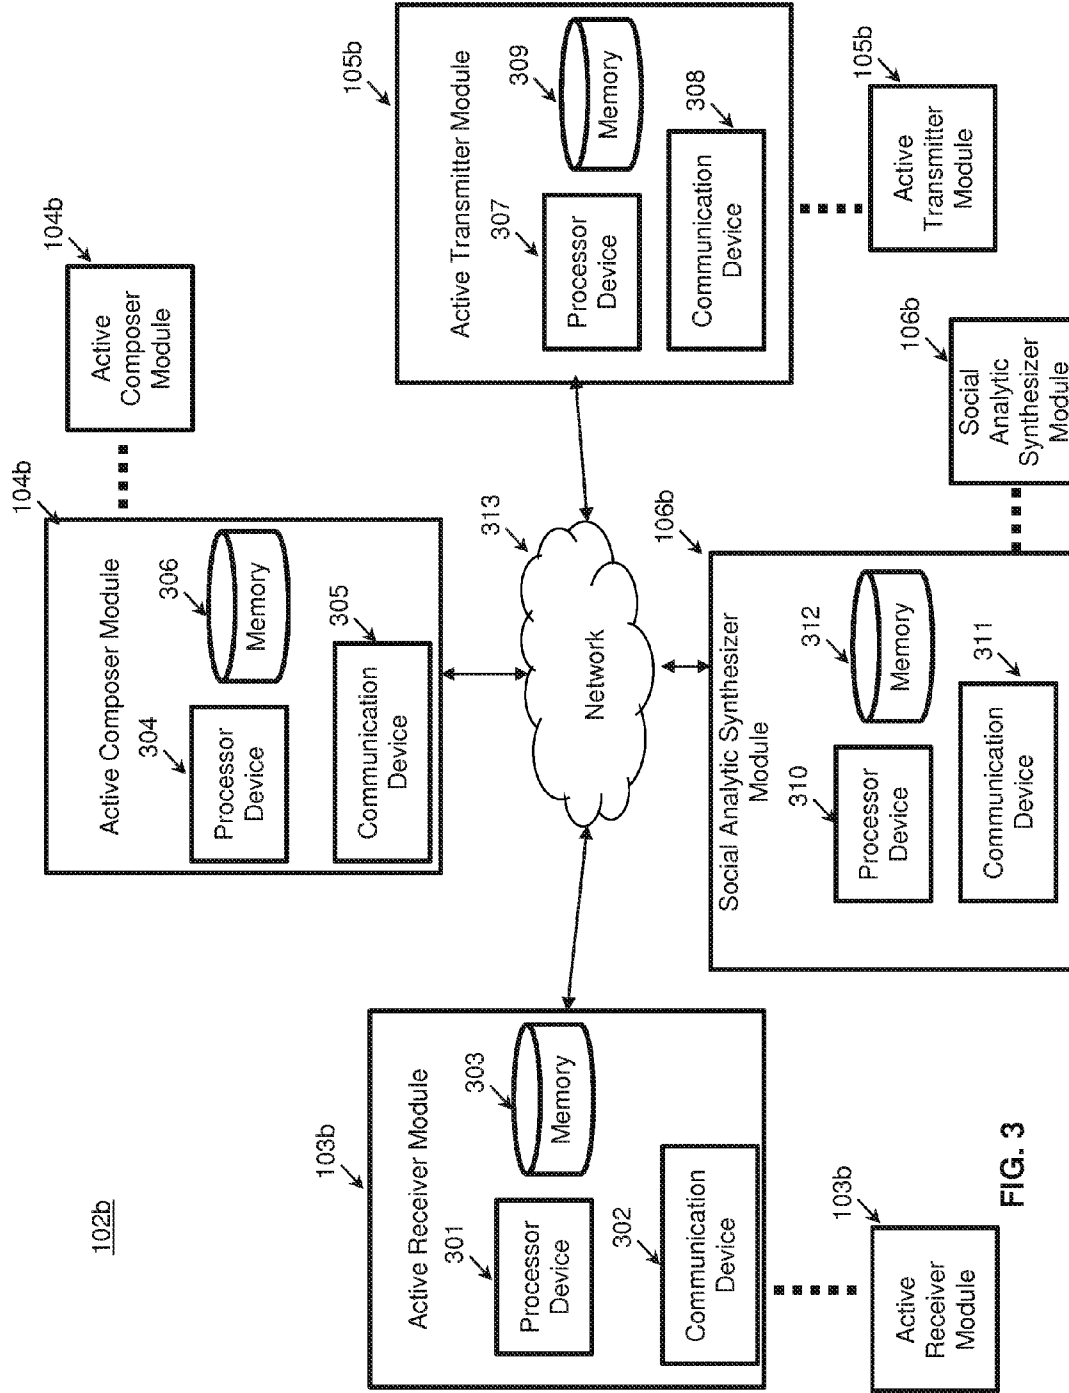 102b
103b
Active Receiver Module
301
Processor
Device
303
Memory
302
Communication
Device
103b
Active
Receiver
Module
104b
Active Composer Module
304
Processor
Device
306
Memory
305
Communication
Device
104b
Active
Composer
Module
313
Network
106b
Social Analytic Synthesizer
Module
310
Processor
Device
312
Memory
311
Communication
Device
106b
Social
Analytic
Synthesizer
Module
105b
Active Transmitter Module
307
Processor
Device
309
Memory
308
Communication
Device
105b
Active
Transmitter
Module
FIG. 3